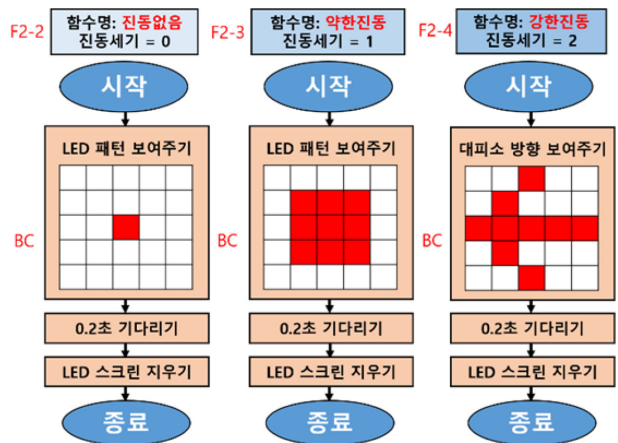 F2-2
함수명: 진동없음
진동세기 = 0
시작
LED 패턴 보여주기
BC
0.2초 기다리기
LED 스크린 지우기
종료
F2-3
함수명: 약한진동
진동세기 = 1
시작
LED 패턴 보여주기
BC
0.2초 기다리기
LED 스크린 지우기
종료
F2-4
함수명: 강한진동
진동세기 = 2
시작
대피소 방향 보여주기
BC
0.2초 기다리기
LED 스크린 지우기
종료